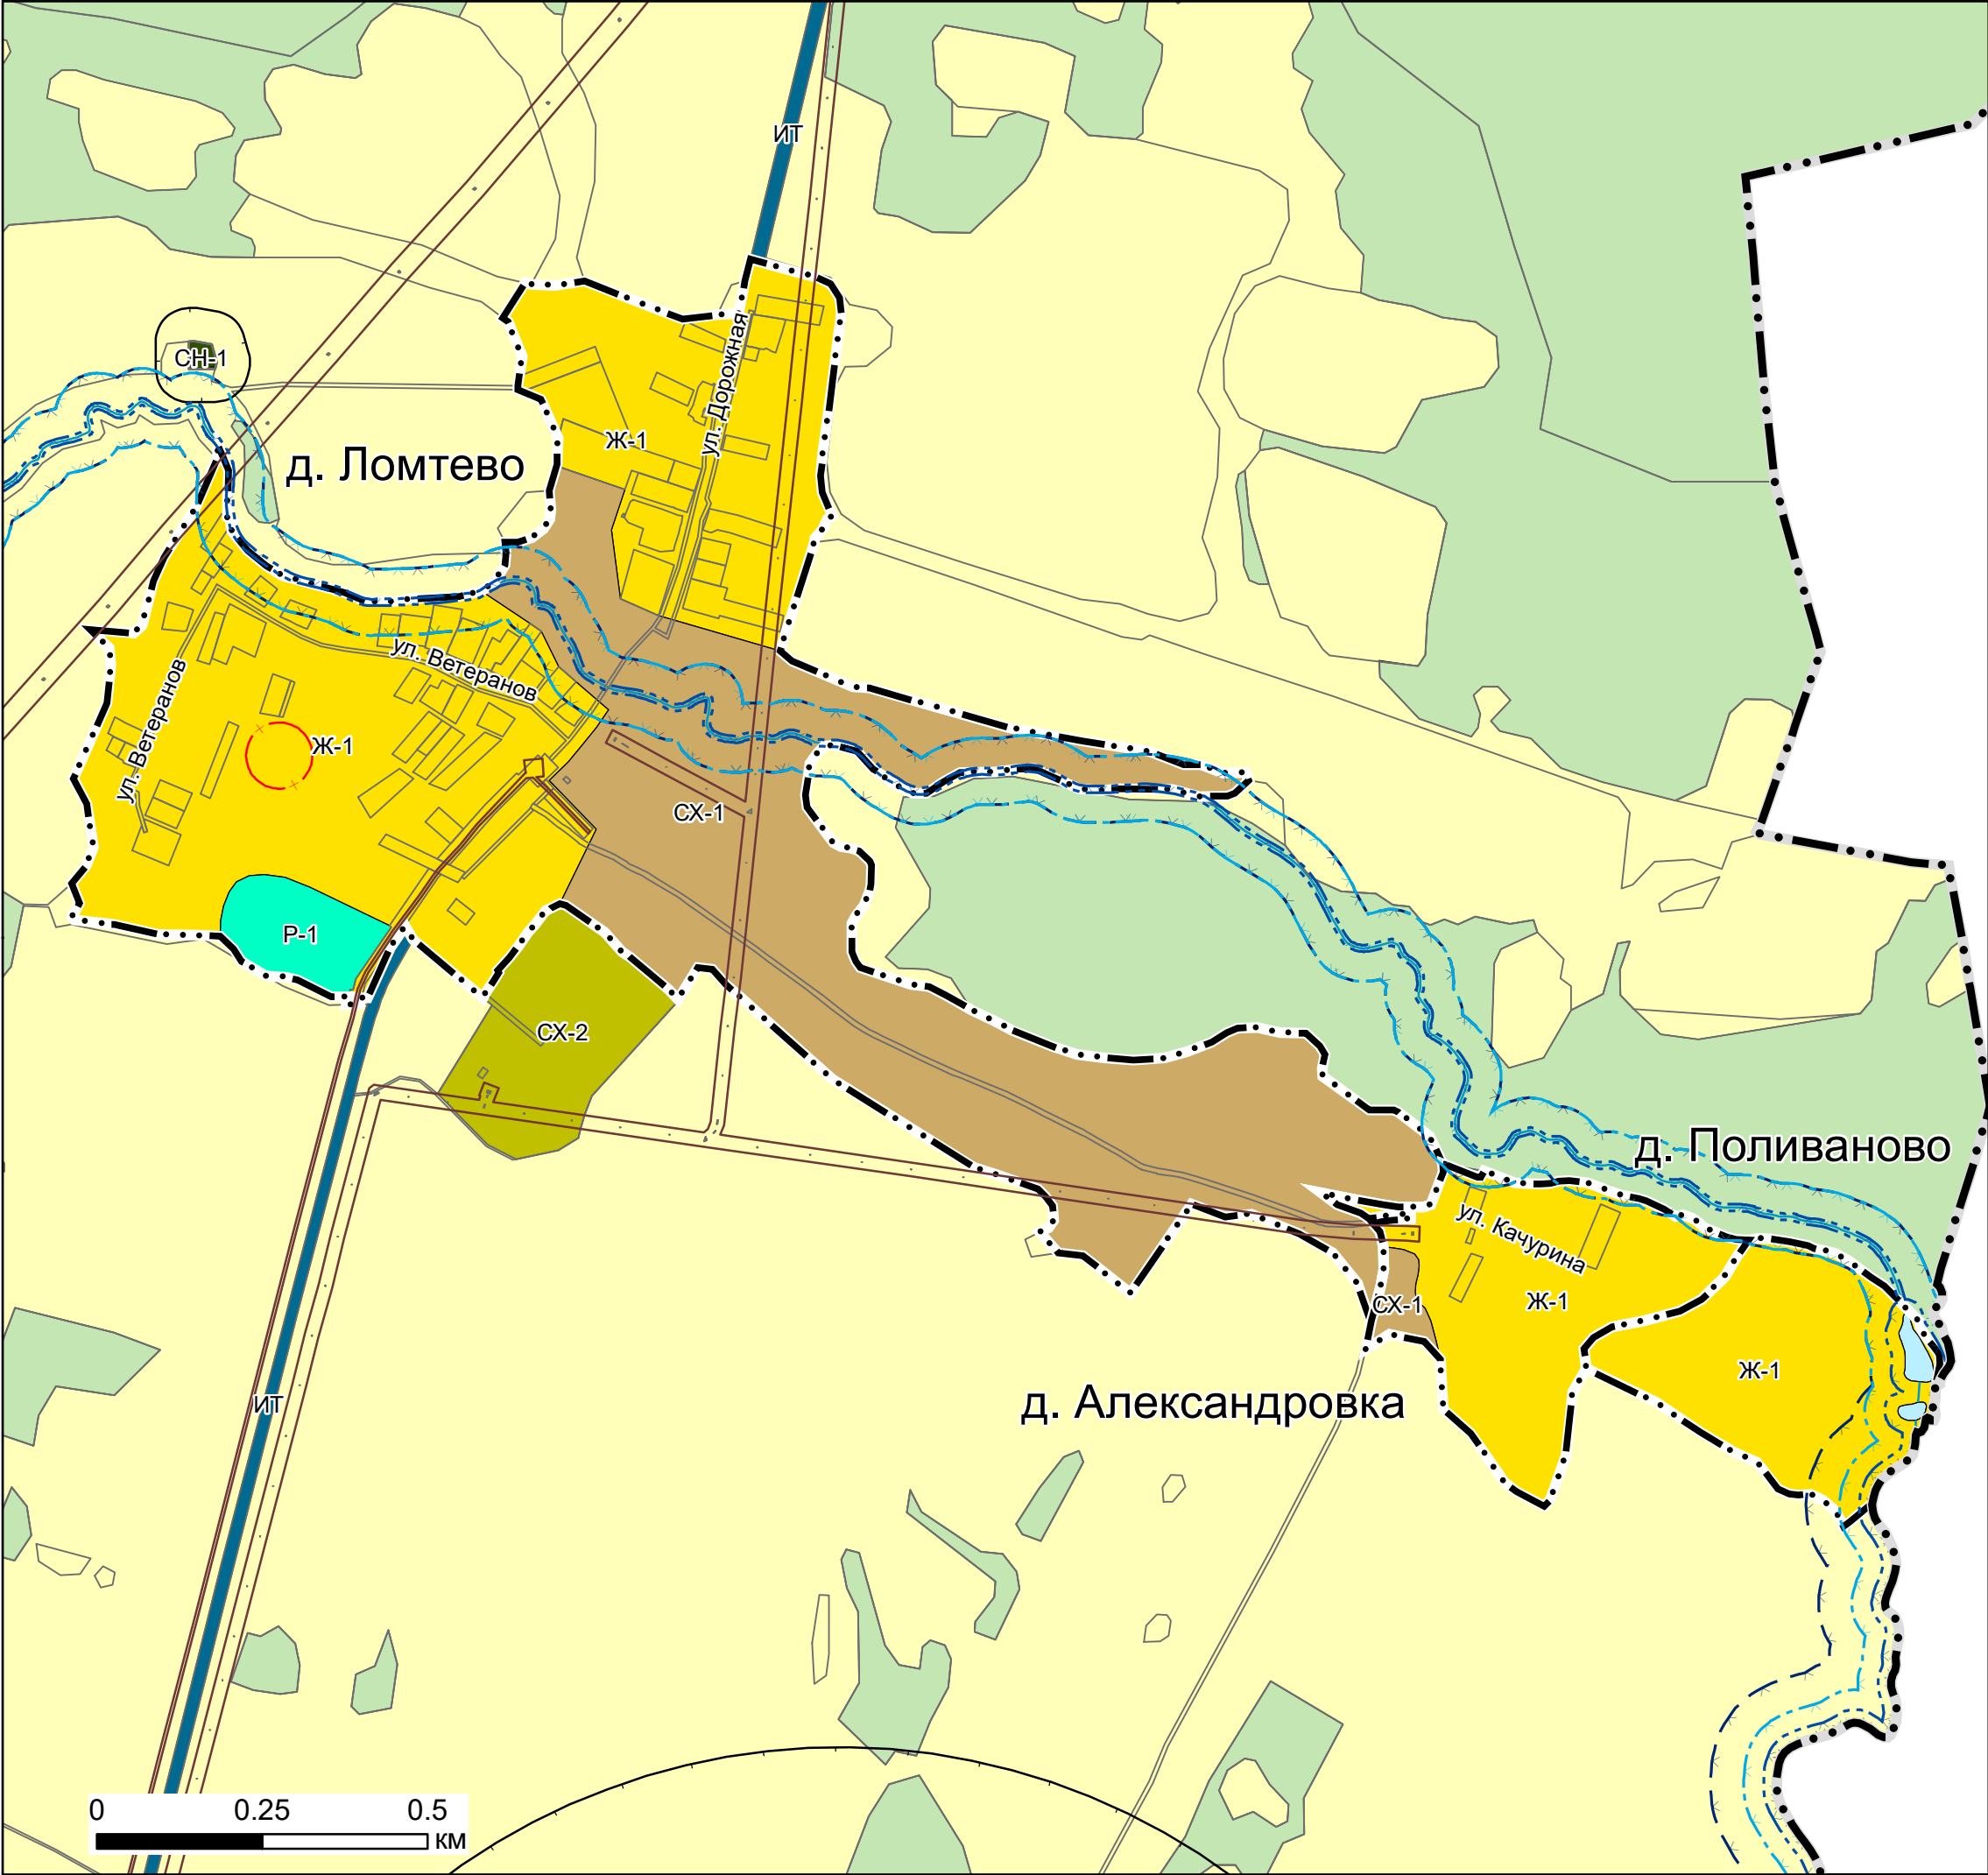 ИТ
СН-1
ул. Дорожная
Ж-1
д. Ломтево
ул. Ветеранов
ул. Ветеранов
Ж-1
СХ-1
Р-1
СХ-2
д. Поливаново
ул. Качурина
СХ-1
Ж-1
Ж-1
д. Александровка
ИТ
0 0.25 0.5
км